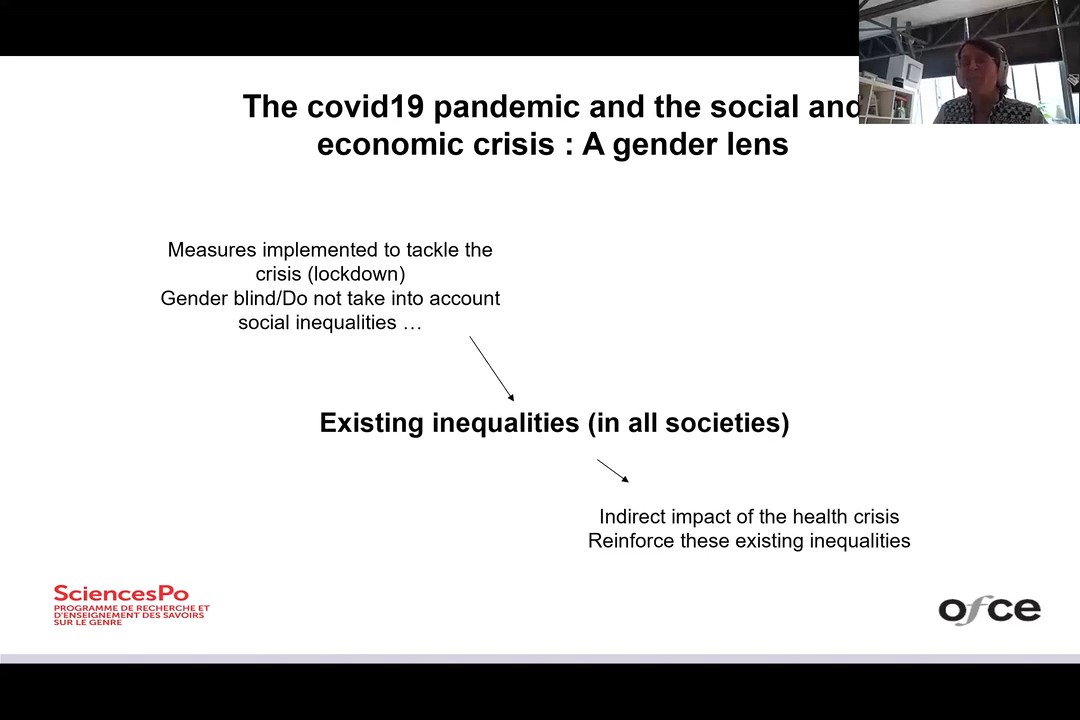 The covid19 pandemic and the social and
economic crisis : A gender lens
Measures implemented to tackle the
crisis (lockdown)
Gender blind/Do not take into account
social inequalities …
Existing inequalities (in all societies)
Indirect impact of the health crisis
Reinforce these existing inequalities
SciencesPo
PROGRAMME DE RECHERCHE ET
D'ENSEIGNEMENT DES SAVOIRS
SUR LE GENRE
ofce